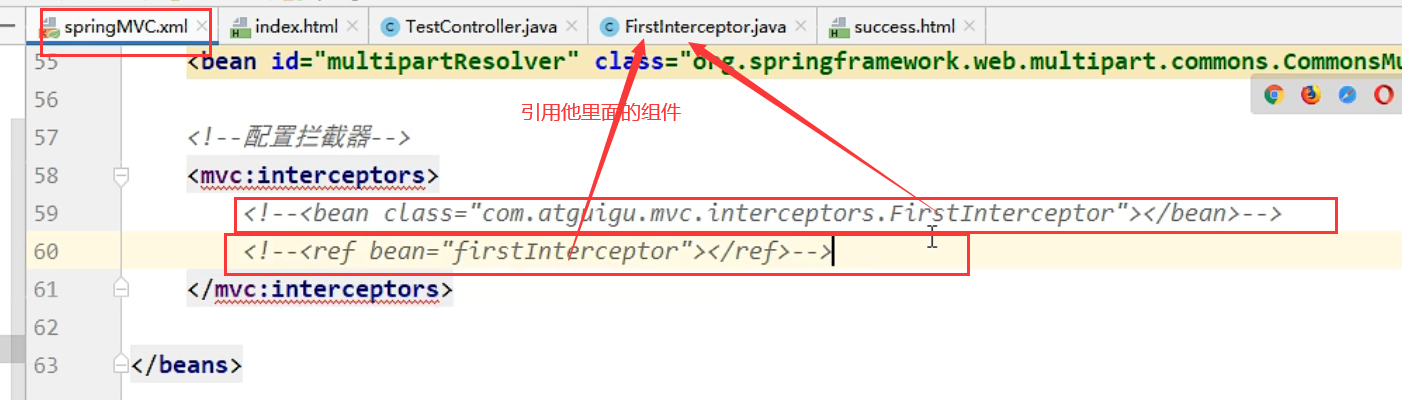 springMVC.xml index.html TestController.java FirstInterceptor.java success.html
55 <bean id="multipartResolver" class="org.springframework.web.multipart.commons.CommonsMu
56
引用他里面的组件
57 <!--配置拦截器-->
58 <mvc:interceptors>
59 <!--<bean class="com.atguigu.mvc.interceptors.FirstInterceptor"></bean>-->
60 <!--<ref bean="firstInterceptor"></ref>-->
61 </mvc:interceptors>
62
63 </beans>